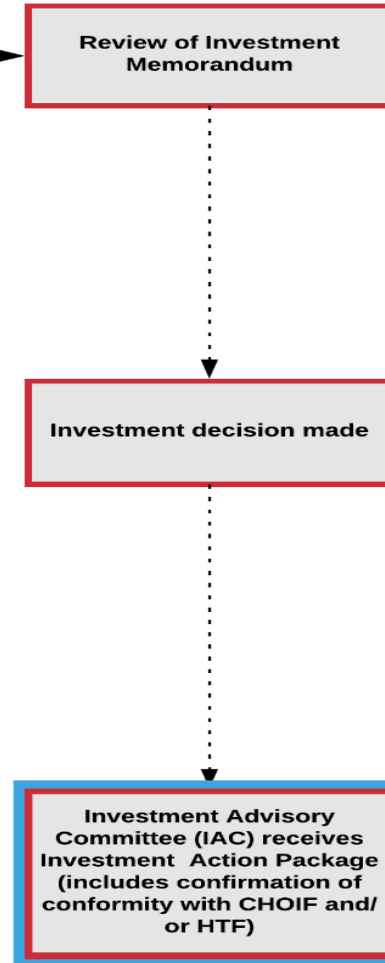 Review of Investment
Memorandum
Investment decision made
Investment Advisory
Committee (IAC) receives
Investment Action Package
(includes confirmation of
conformity with CHOIF and/
or HTF)